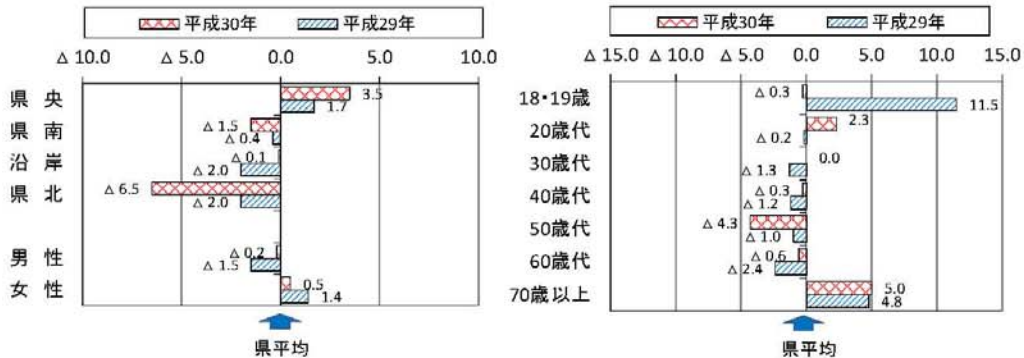 平成30年 平成29年
Δ 10.0 Δ 5.0 0.0 5.0 10.0
県 央 3.5
1.7
県 南 Δ 1.5
Δ 0.4
沿 岸 Δ 0.1
Δ 2.0
県 北 Δ 6.5
Δ 2.0
男 性 Δ 0.2
Δ 1.5
女 性 0.5
1.4
県平均
平成30年 平成29年
Δ 15.0 Δ 10.0 Δ 5.0 0.0 5.0 10.0 15.0
18・19歳 Δ 0.3
11.5
20歳代 2.3
Δ 0.2
30歳代 0.0
Δ 1.3
40歳代 Δ 0.3
Δ 1.2
50歳代 Δ 4.3
Δ 1.0
60歳代 Δ 0.6
Δ 2.4
70歳以上 5.0
4.8
県平均